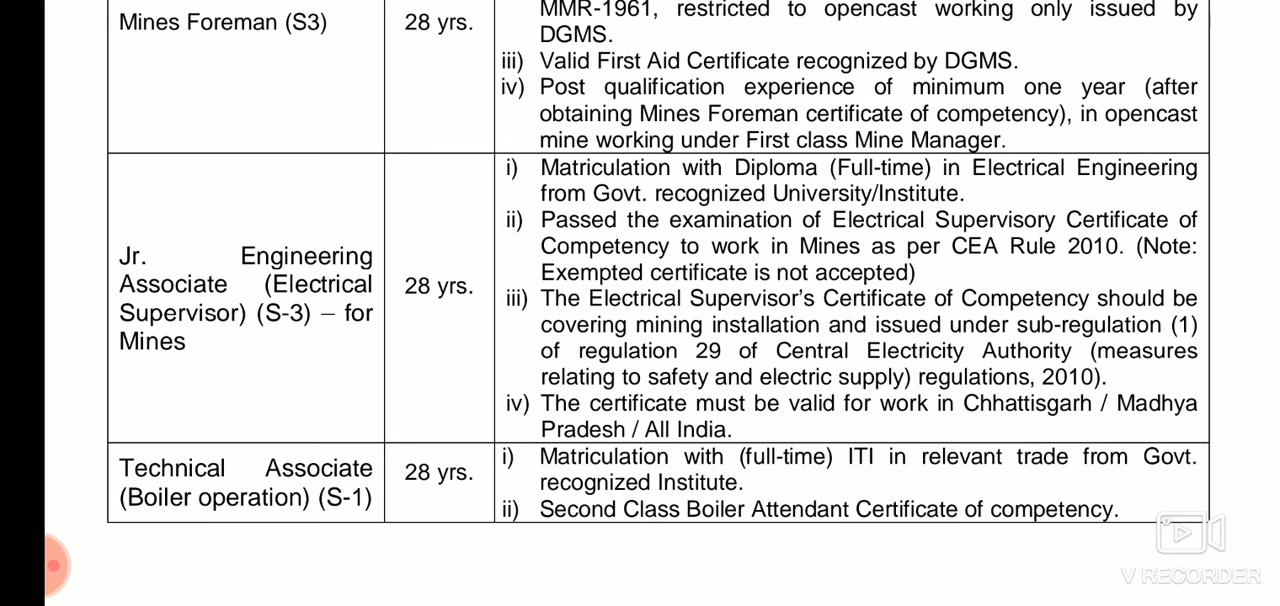 MMR-1961, restricted to opencast working only issued by
Mines Foreman (S3)
28 yrs.
DGMS.
iii) Valid First Aid Certificate recognized by DGMS.
iv) Post qualification experience of minimum one year (after
obtaining Mines Foreman certificate of competency), in opencast
mine working under First class Mine Manager.
Jr. Engineering
Associate (Electrical
Supervisor) (S-3) – for
Mines
28 yrs.
i) Matriculation with Diploma (Full-time) in Electrical Engineering
from Govt. recognized University/Institute.
ii) Passed the examination of Electrical Supervisory Certificate of
Competency to work in Mines as per CEA Rule 2010. (Note:
Exempted certificate is not accepted)
iii) The Electrical Supervisor's Certificate of Competency should be
covering mining installation and issued under sub-regulation (1)
of regulation 29 of Central Electricity Authority (measures
relating to safety and electric supply) regulations, 2010).
iv) The certificate must be valid for work in Chhattisgarh / Madhya
Pradesh / All India.
Technical Associate
(Boiler operation) (S-1)
28 yrs.
i) Matriculation with (full-time) ITI in relevant trade from Govt.
recognized Institute.
ii) Second Class Boiler Attendant Certificate of competency.
V RECORDER